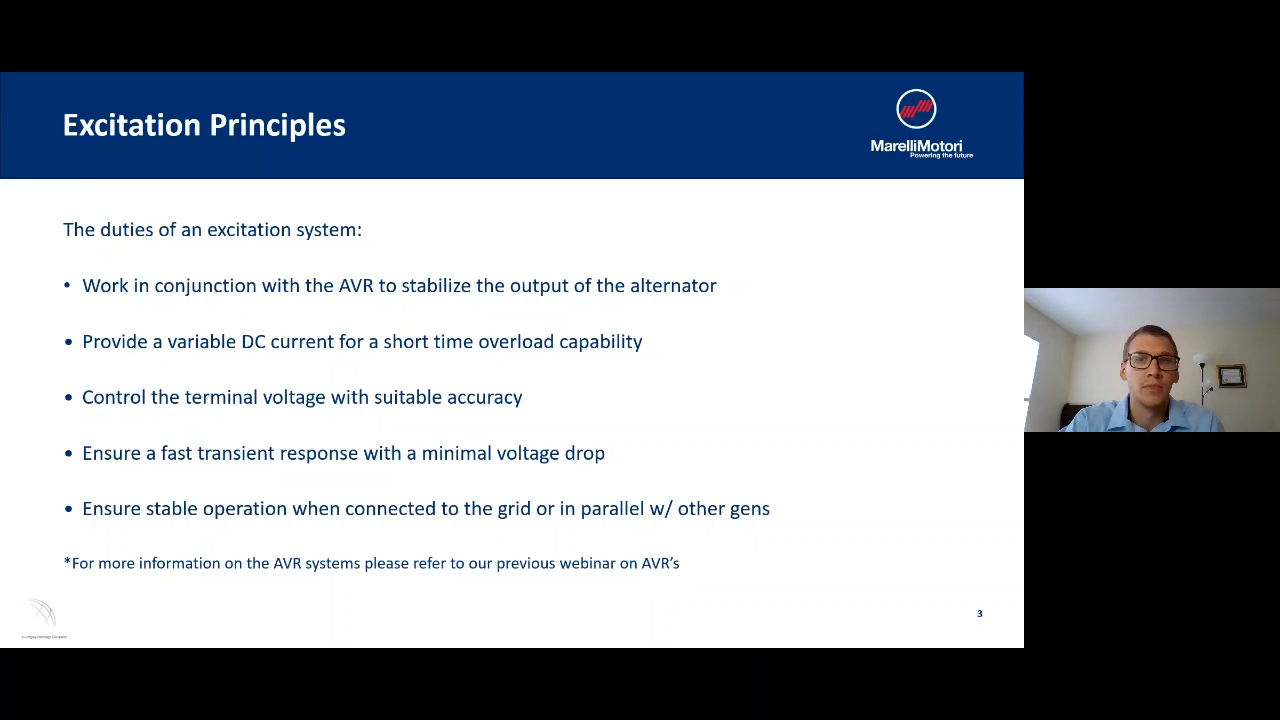 Excitation Principles
MarelliMotori
Powering the future
The duties of an excitation system:
• Work in conjunction with the AVR to stabilize the output of the alternator
• Provide a variable DC current for a short time overload capability
• Control the terminal voltage with suitable accuracy
• Ensure a fast transient response with a minimal voltage drop
• Ensure stable operation when connected to the grid or in parallel w/ other gens
*For more information on the AVR systems please refer to our previous webinar on AVR's
3